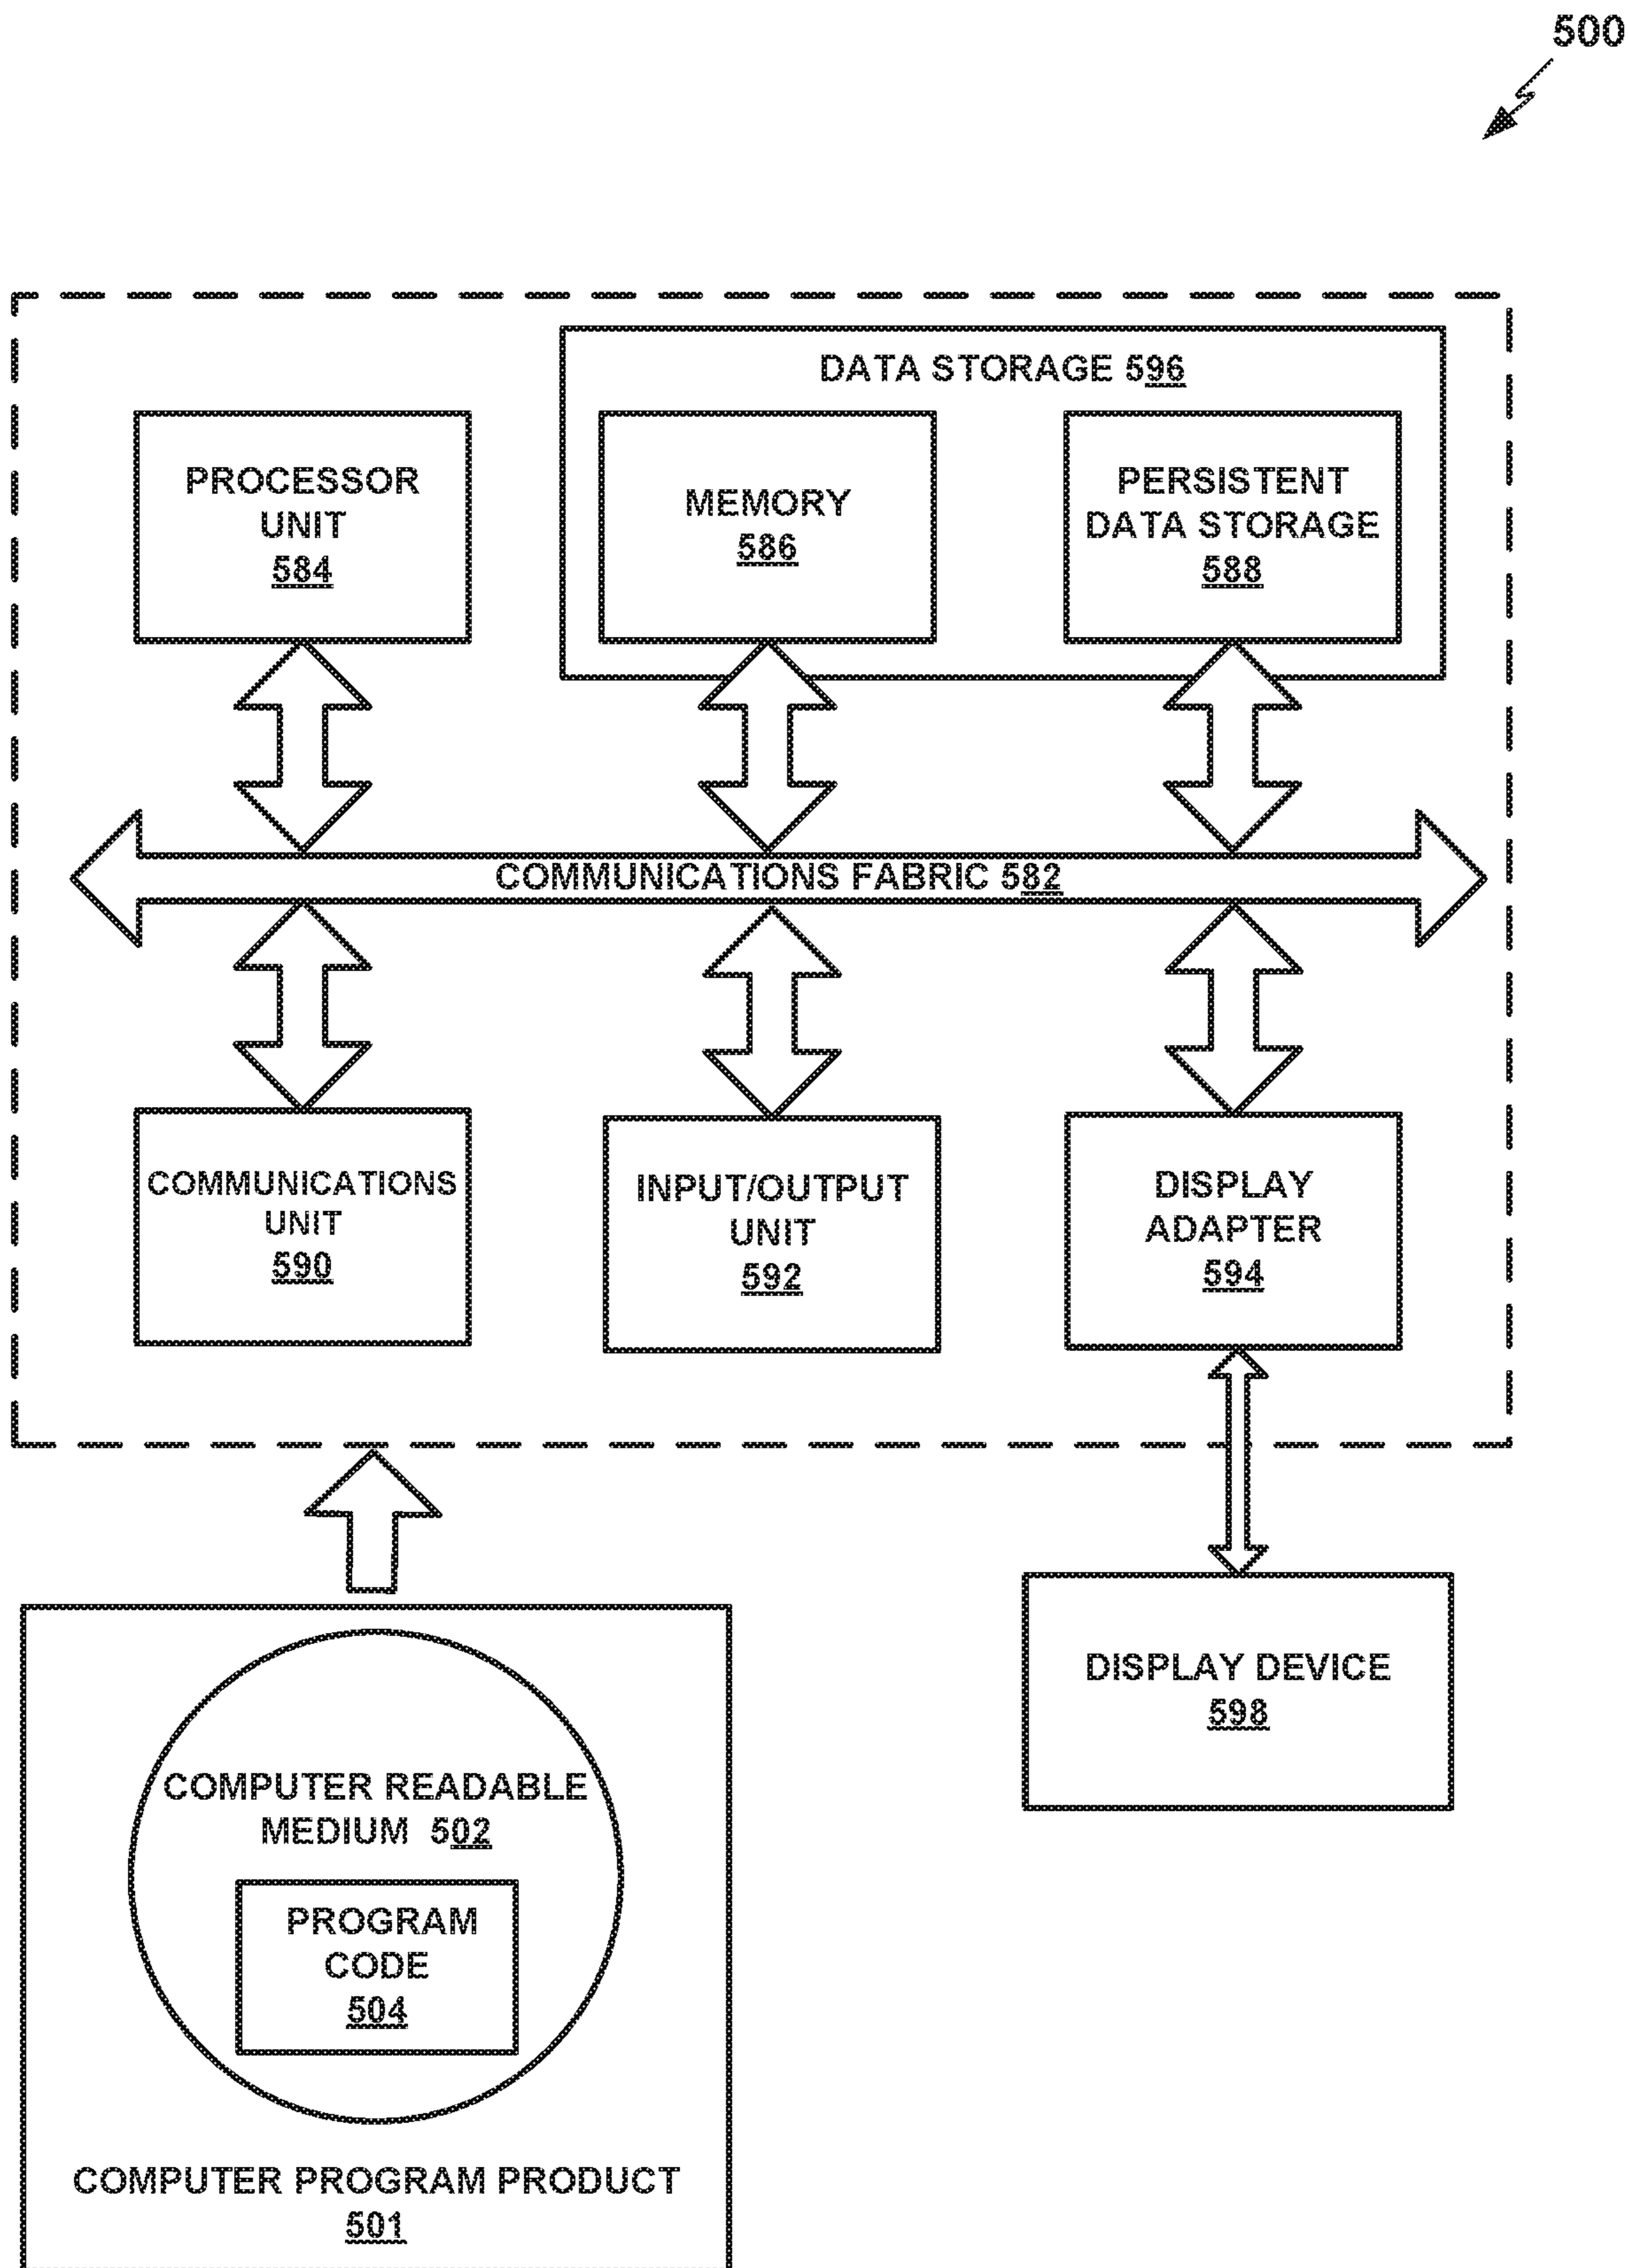 500
DATA STORAGE 596
PROCESSOR
UNIT
584
MEMORY
586
PERSISTENT
DATA STORAGE
588
COMMUNICATIONS FABRIC 582
COMMUNICATIONS
UNIT
590
INPUT/OUTPUT
UNIT
592
DISPLAY
ADAPTER
594
DISPLAY DEVICE
598
COMPUTER READABLE
MEDIUM 502
PROGRAM
CODE
504
COMPUTER PROGRAM PRODUCT
501